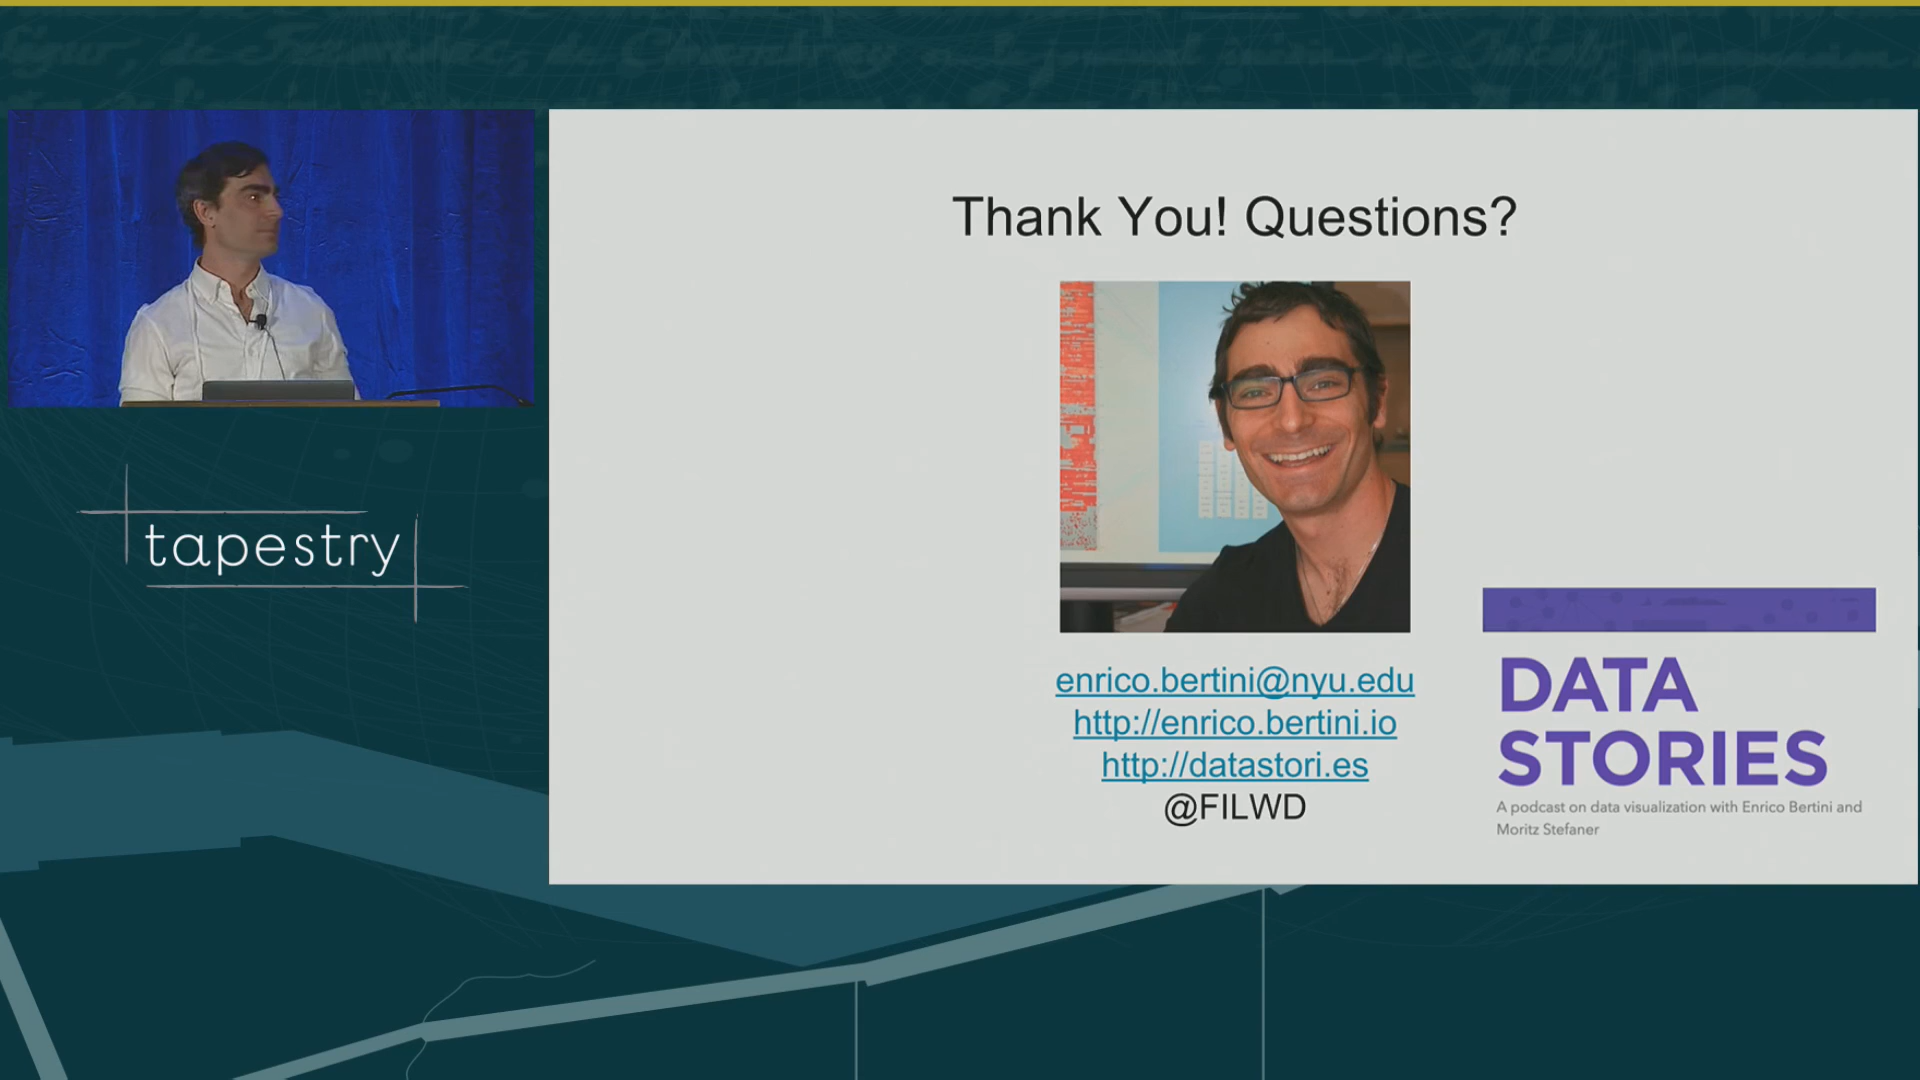 tapestry
Thank You! Questions?
enrico.bertini@nyu.edu
http://enrico.bertini.io
http://datastori.es
@FILWD
DATA
STORIES
A podcast on data visualization with Enrico Bertini and
Moritz Stefaner